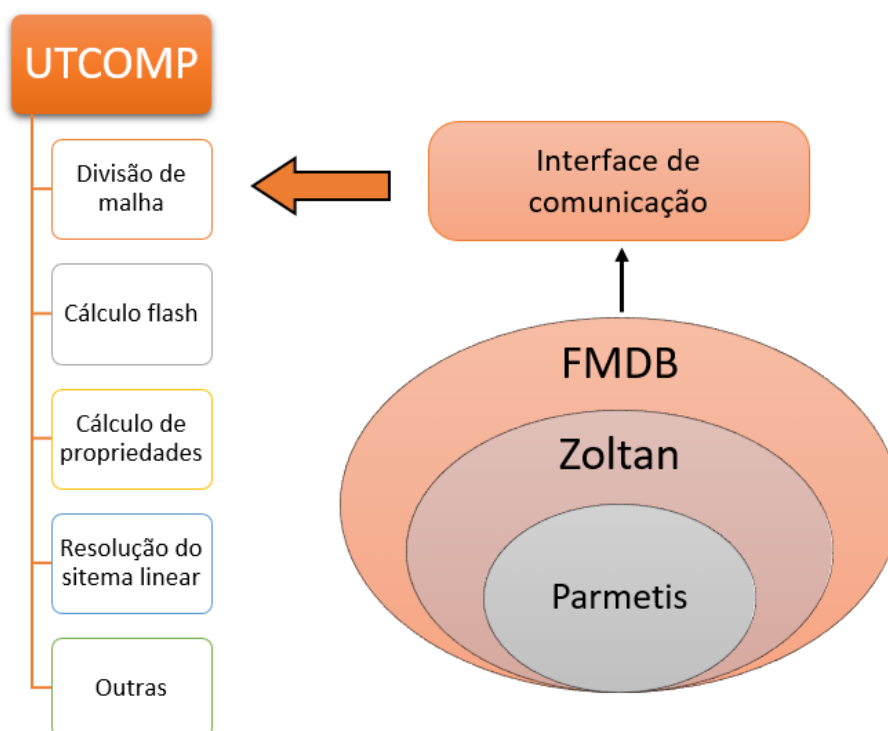 UTCOMP
Divisão de
malha
Cálculo flash
Cálculo de
propriedades
Resolução do
sitema linear
Outras
Interface de
comunicação
FMDB
Zoltan
Parmetis